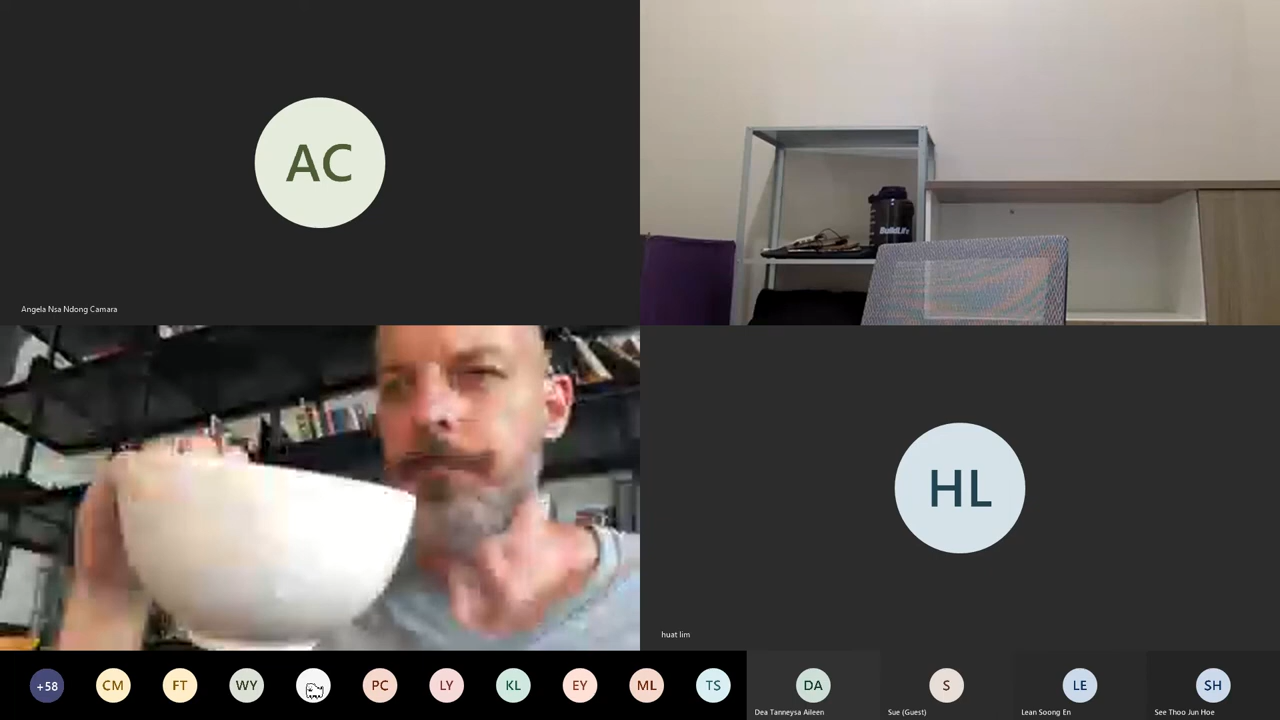 AC
Angela Nsa Ndong Camara
BuildLife
HL
huat lim
+58
CM
FT
WY
PC
LY
KL
EY
ML
TS
DA
Dea Tanneysa Aileen
S
Sue (Guest)
LE
Lean Soong En
SH
See Thoo Jun Hoe